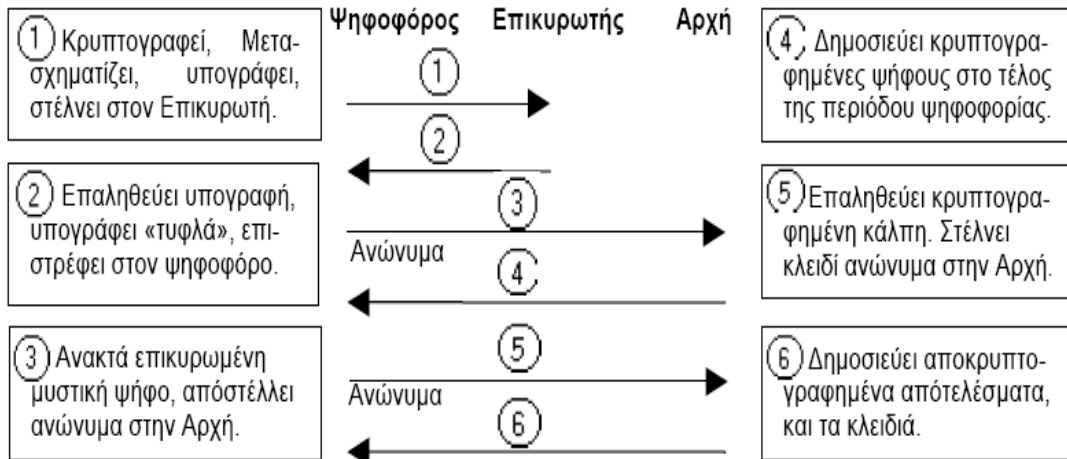 Ψηφοφόρος Επικυρωτής Αρχή
1 Κρυπτογραφεί, Μετα-
σχηματίζει, υπογράφει,
στέλνει στον Επικυρωτή.
2 Επαληθεύει υπογραφή,
υπογράφει «τυφλά», επι-
στρέφει στον ψηφοφόρο.
3 Ανακτά επικυρωμένη
μυστική ψήφο, απόστέλλει
ανώνυμα στην Αρχή.
1
2
3
Ανώνυμα
4
5
Ανώνυμα
6
4 Δημοσιεύει κρυπτογρα-
φημένες ψήφους στο τέλος
της περιόδου ψηφοφορίας.
5 Επαληθεύει κρυπτογρα-
φημένη κάλπη. Στέλνει
κλειδί ανώνυμα στην Αρχή.
6 Δημοσιεύει αποκρυπτο-
γραφημένα απότελέσματα,
και τα κλειδιά.